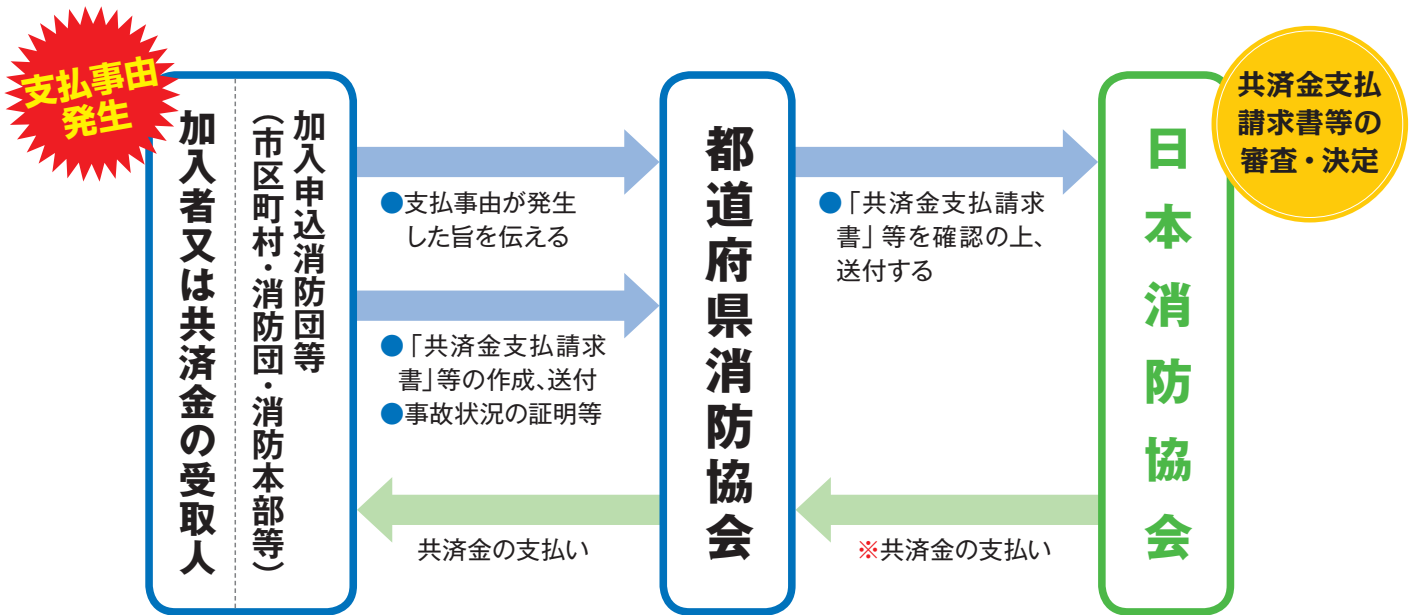 支払事由
発生
加入者又は共済金の受取人
加入申込消防団等
（市区町村・消防団・消防本部等）
●支払事由が発生
した旨を伝える
●「共済金支払請求
書」等の作成、送付
●事故状況の証明等
共済金の支払い
都道府県消防協会
●「共済金支払請求
書」等を確認の上、
送付する
※共済金の支払い
日本消防協会
共済金支払
請求書等の
審査・決定